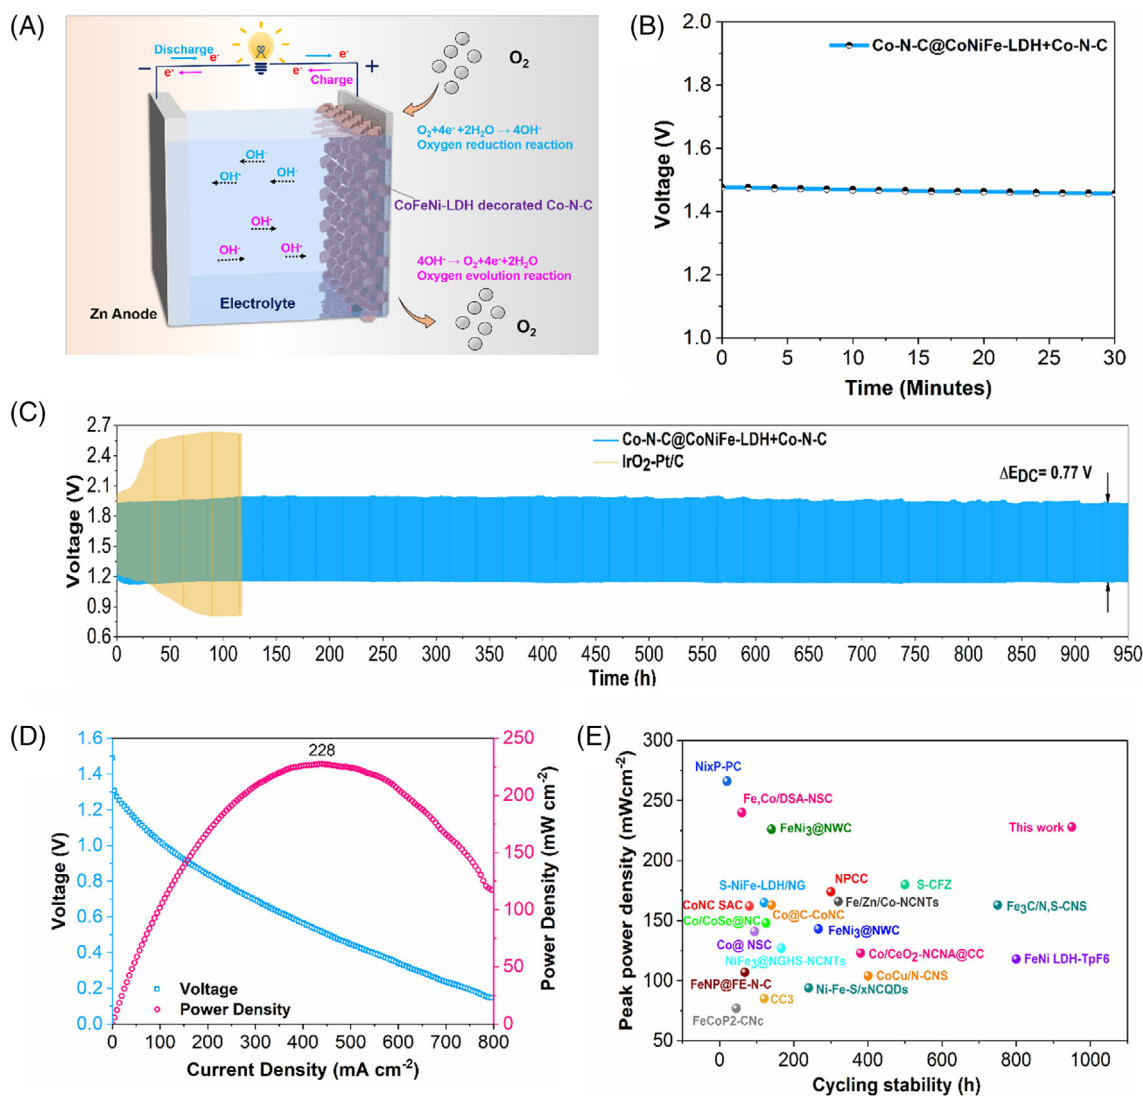 (A)
Discharge
e⁻
e⁻
−
+
e⁻
e⁻
Charge
O₂
O₂+4e⁻+2H₂O → 4OH⁻
Oxygen reduction reaction
OH⁻
OH⁻
OH⁻
CoFeNi-LDH decorated Co-N-C
OH⁻
OH⁻
OH⁻
4OH⁻→ O₂+4e⁻+2H₂O
Oxygen evolution reaction
Electrolyte
Zn Anode
O₂
(B)
Co-N-C@CoNiFe-LDH+Co-N-C
Voltage (V)
2.0
1.8
1.6
1.4
1.2
1.0
0 5 10 15 20 25 30
Time (Minutes)
(C)
Voltage (V)
2.7
2.4
2.1
1.8
1.5
1.2
0.9
0.6
Co-N-C@CoNiFe-LDH+Co-N-C
IrO₂-Pt/C
ΔE_DC= 0.77 V
0 50 100 150 200 250 300 350 400 450 500 550 600 650 700 750 800 850 900 950
Time (h)
(D)
Voltage (V)
1.6
1.4
1.2
1.0
0.8
0.6
0.4
0.2
0.0
228
Voltage
Power Density
250
200
150
100
50
0
Power Density (mW cm⁻²)
0 100 200 300 400 500 600 700 800
Current Density (mA cm⁻²)
(E)
Peak power density (mWcm⁻²)
300
250
200
150
100
50
NixP-PC
Fe,Co/DSA-NSC
FeNi₃@NWC
This work
NPCC
S-CFZ
S-NiFe-LDH/NG
Fe/Zn/Co-NCNTs
CoNC SAC
Co@C-CoNC
Fe₃C/N,S-CNS
Co/CoSe@NC
FeNi₃@NWC
Co@ NSC
NiFe₃@NGHS-NCNTs
Co/CeO₂-NCNA@CC
FeNi LDH-TpF6
FeNP@FE-N-C
CoCu/N-CNS
Ni-Fe-S/xNCQDs
CC3
FeCoP2-CNc
0 200 400 600 800 1000
Cycling stability (h)